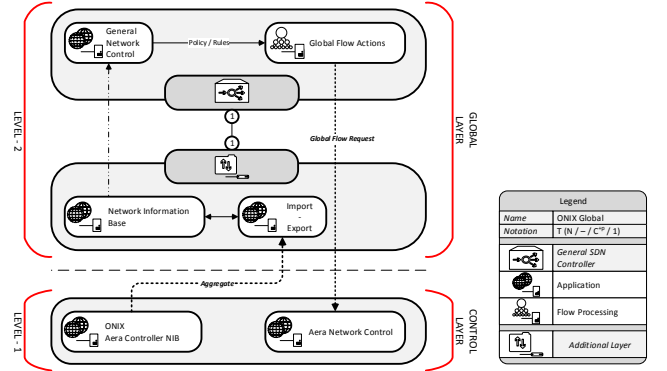 General
Network
Control
Policy / Rules
Global Flow Actions
LEVEL - 2
GLOBAL
LAYER
1
1
Global Flow Request
Network Information
Base
Import
-
Export
Aggregate
LEVEL - 1
ONIX
Aera Controller NIB
Aera Network Control
CONTROL
LAYER
Legend
Name ONIX Global
Notation T (N / – / C⁺ᵖ / 1)
General SDN
Controller
Application
Flow Processing
Additional Layer